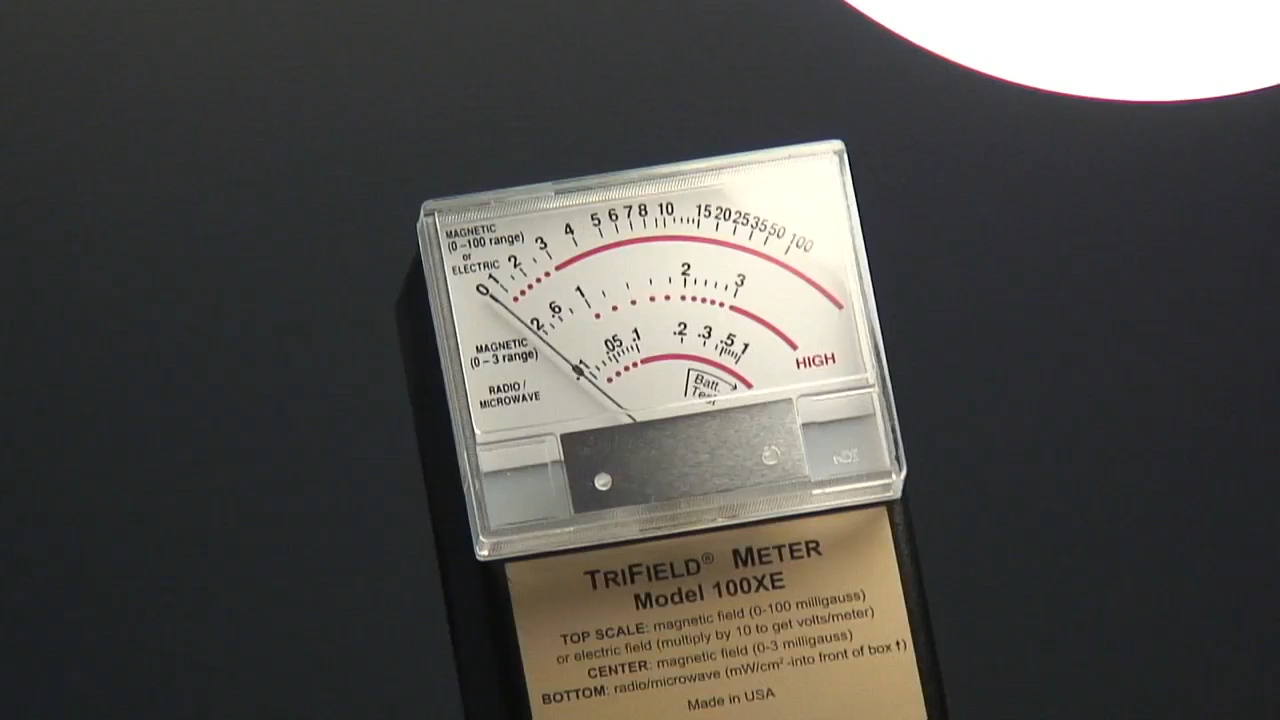 MAGNETIC
(0–100 range)
or
ELECTRIC
0 1 2 3 4 5 6 7 8 10 15 20 25 35 50 100
.2 .6 1 2 3
MAGNETIC
(0–3 range)
.01 .05 .1 .2 .3 .5 1
HIGH
RADIO/
MICROWAVE
Batt.
Test
TRIFIELD® METER
Model 100XE
TOP SCALE: magnetic field (0-100 milligauss)
or electric field (multiply by 10 to get volts/meter)
CENTER: magnetic field (0-3 milligauss)
BOTTOM: radio/microwave (mW/cm²-into front of box↑)
Made in USA